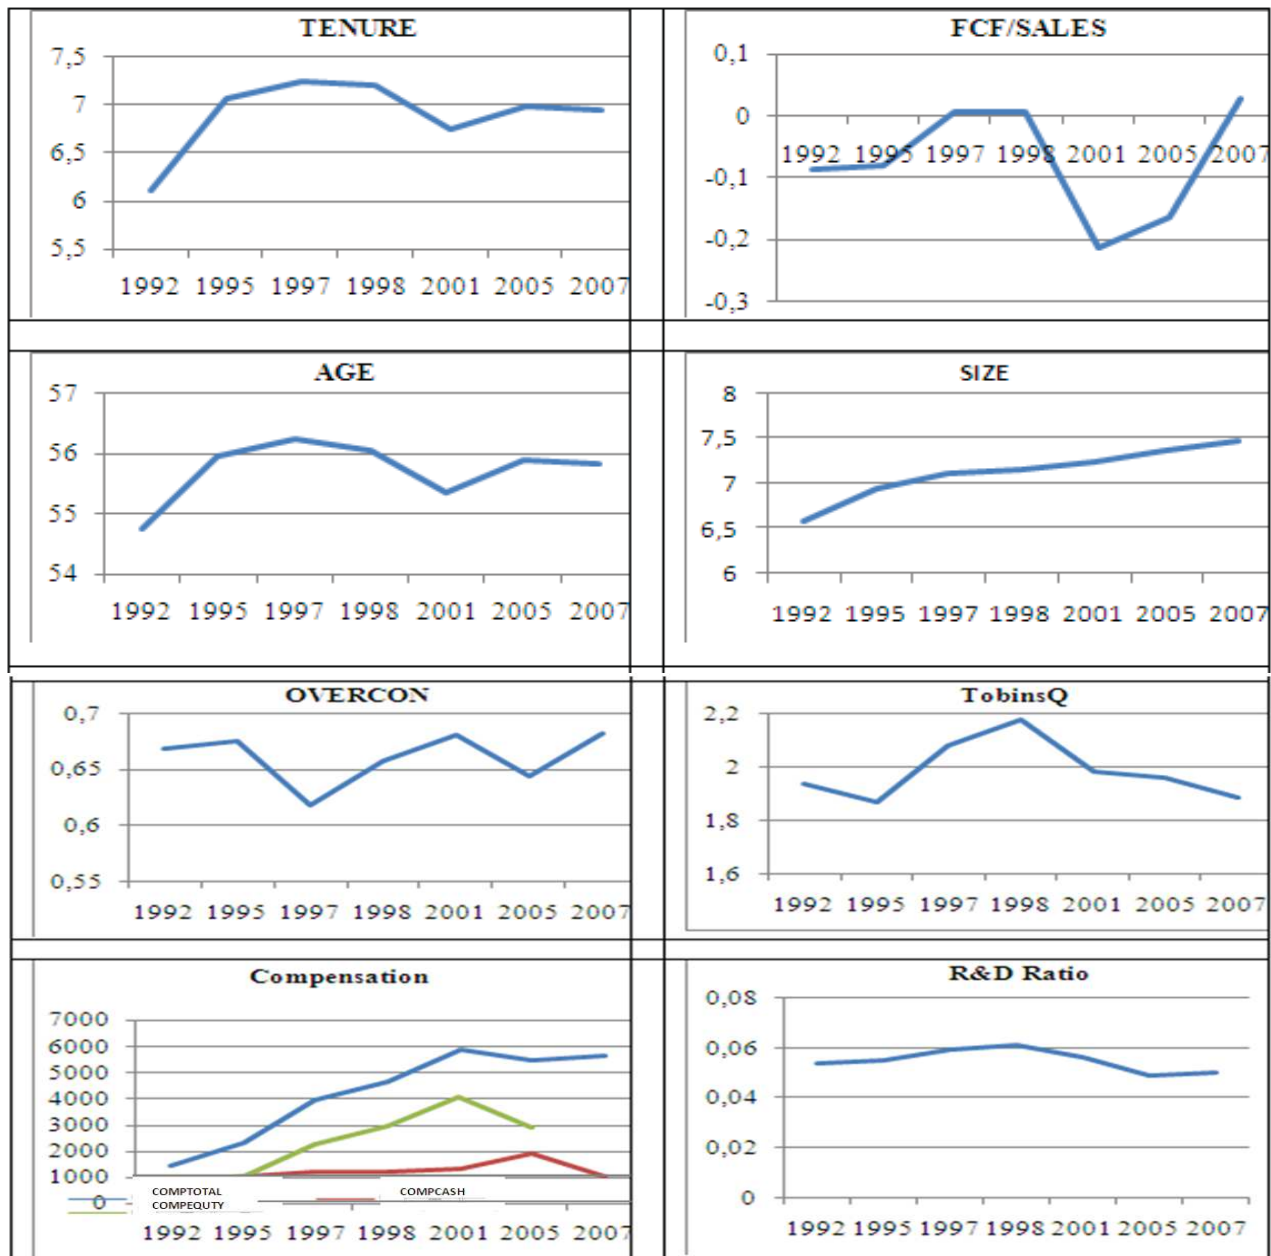 TENURE
7,5
7
6,5
6
5,5
1992 1995 1997 1998 2001 2005 2007
FCF/SALES
0,1
0
1992 1995 1997 1998 2001 2005 2007
-0,1
-0,2
-0,3
AGE
57
56
55
54
1992 1995 1997 1998 2001 2005 2007
SIZE
8
7,5
7
6,5
6
1992 1995 1997 1998 2001 2005 2007
OVERCON
0,7
0,65
0,6
0,55
1992 1995 1997 1998 2001 2005 2007
TobinsQ
2,2
2
1,8
1,6
1992 1995 1997 1998 2001 2005 2007
Compensation
7000
6000
5000
4000
3000
2000
1000
0
COMPTOTAL COMPCASH
COMPEQUTY
1992 1995 1997 1998 2001 2005 2007
R&D Ratio
0,08
0,06
0,04
0,02
0
1992 1995 1997 1998 2001 2005 2007